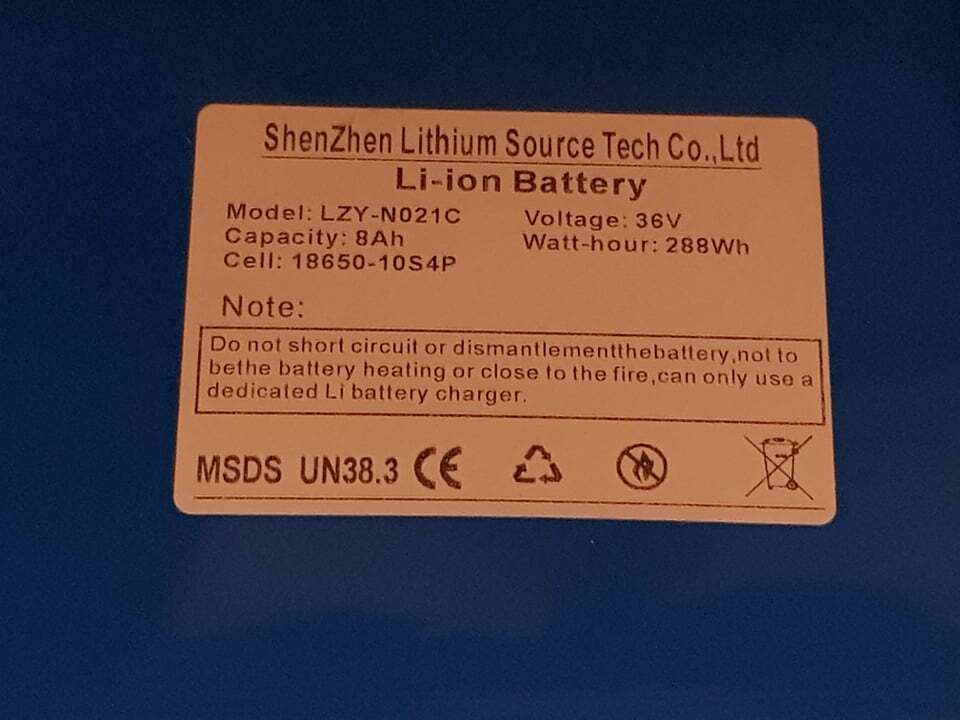 ShenZhen Lithium Source Tech Co.,Ltd
Li-ion Battery
Model: LZY-N021C Voltage: 36V
Capacity: 8Ah Watt-hour: 288Wh
Cell: 18650-10S4P
Note:
Do not short circuit or dismantlementthebattery,not to
bethe battery heating or close to the fire,can only use a
dedicated Li battery charger.
MSDS UN38.3 CE